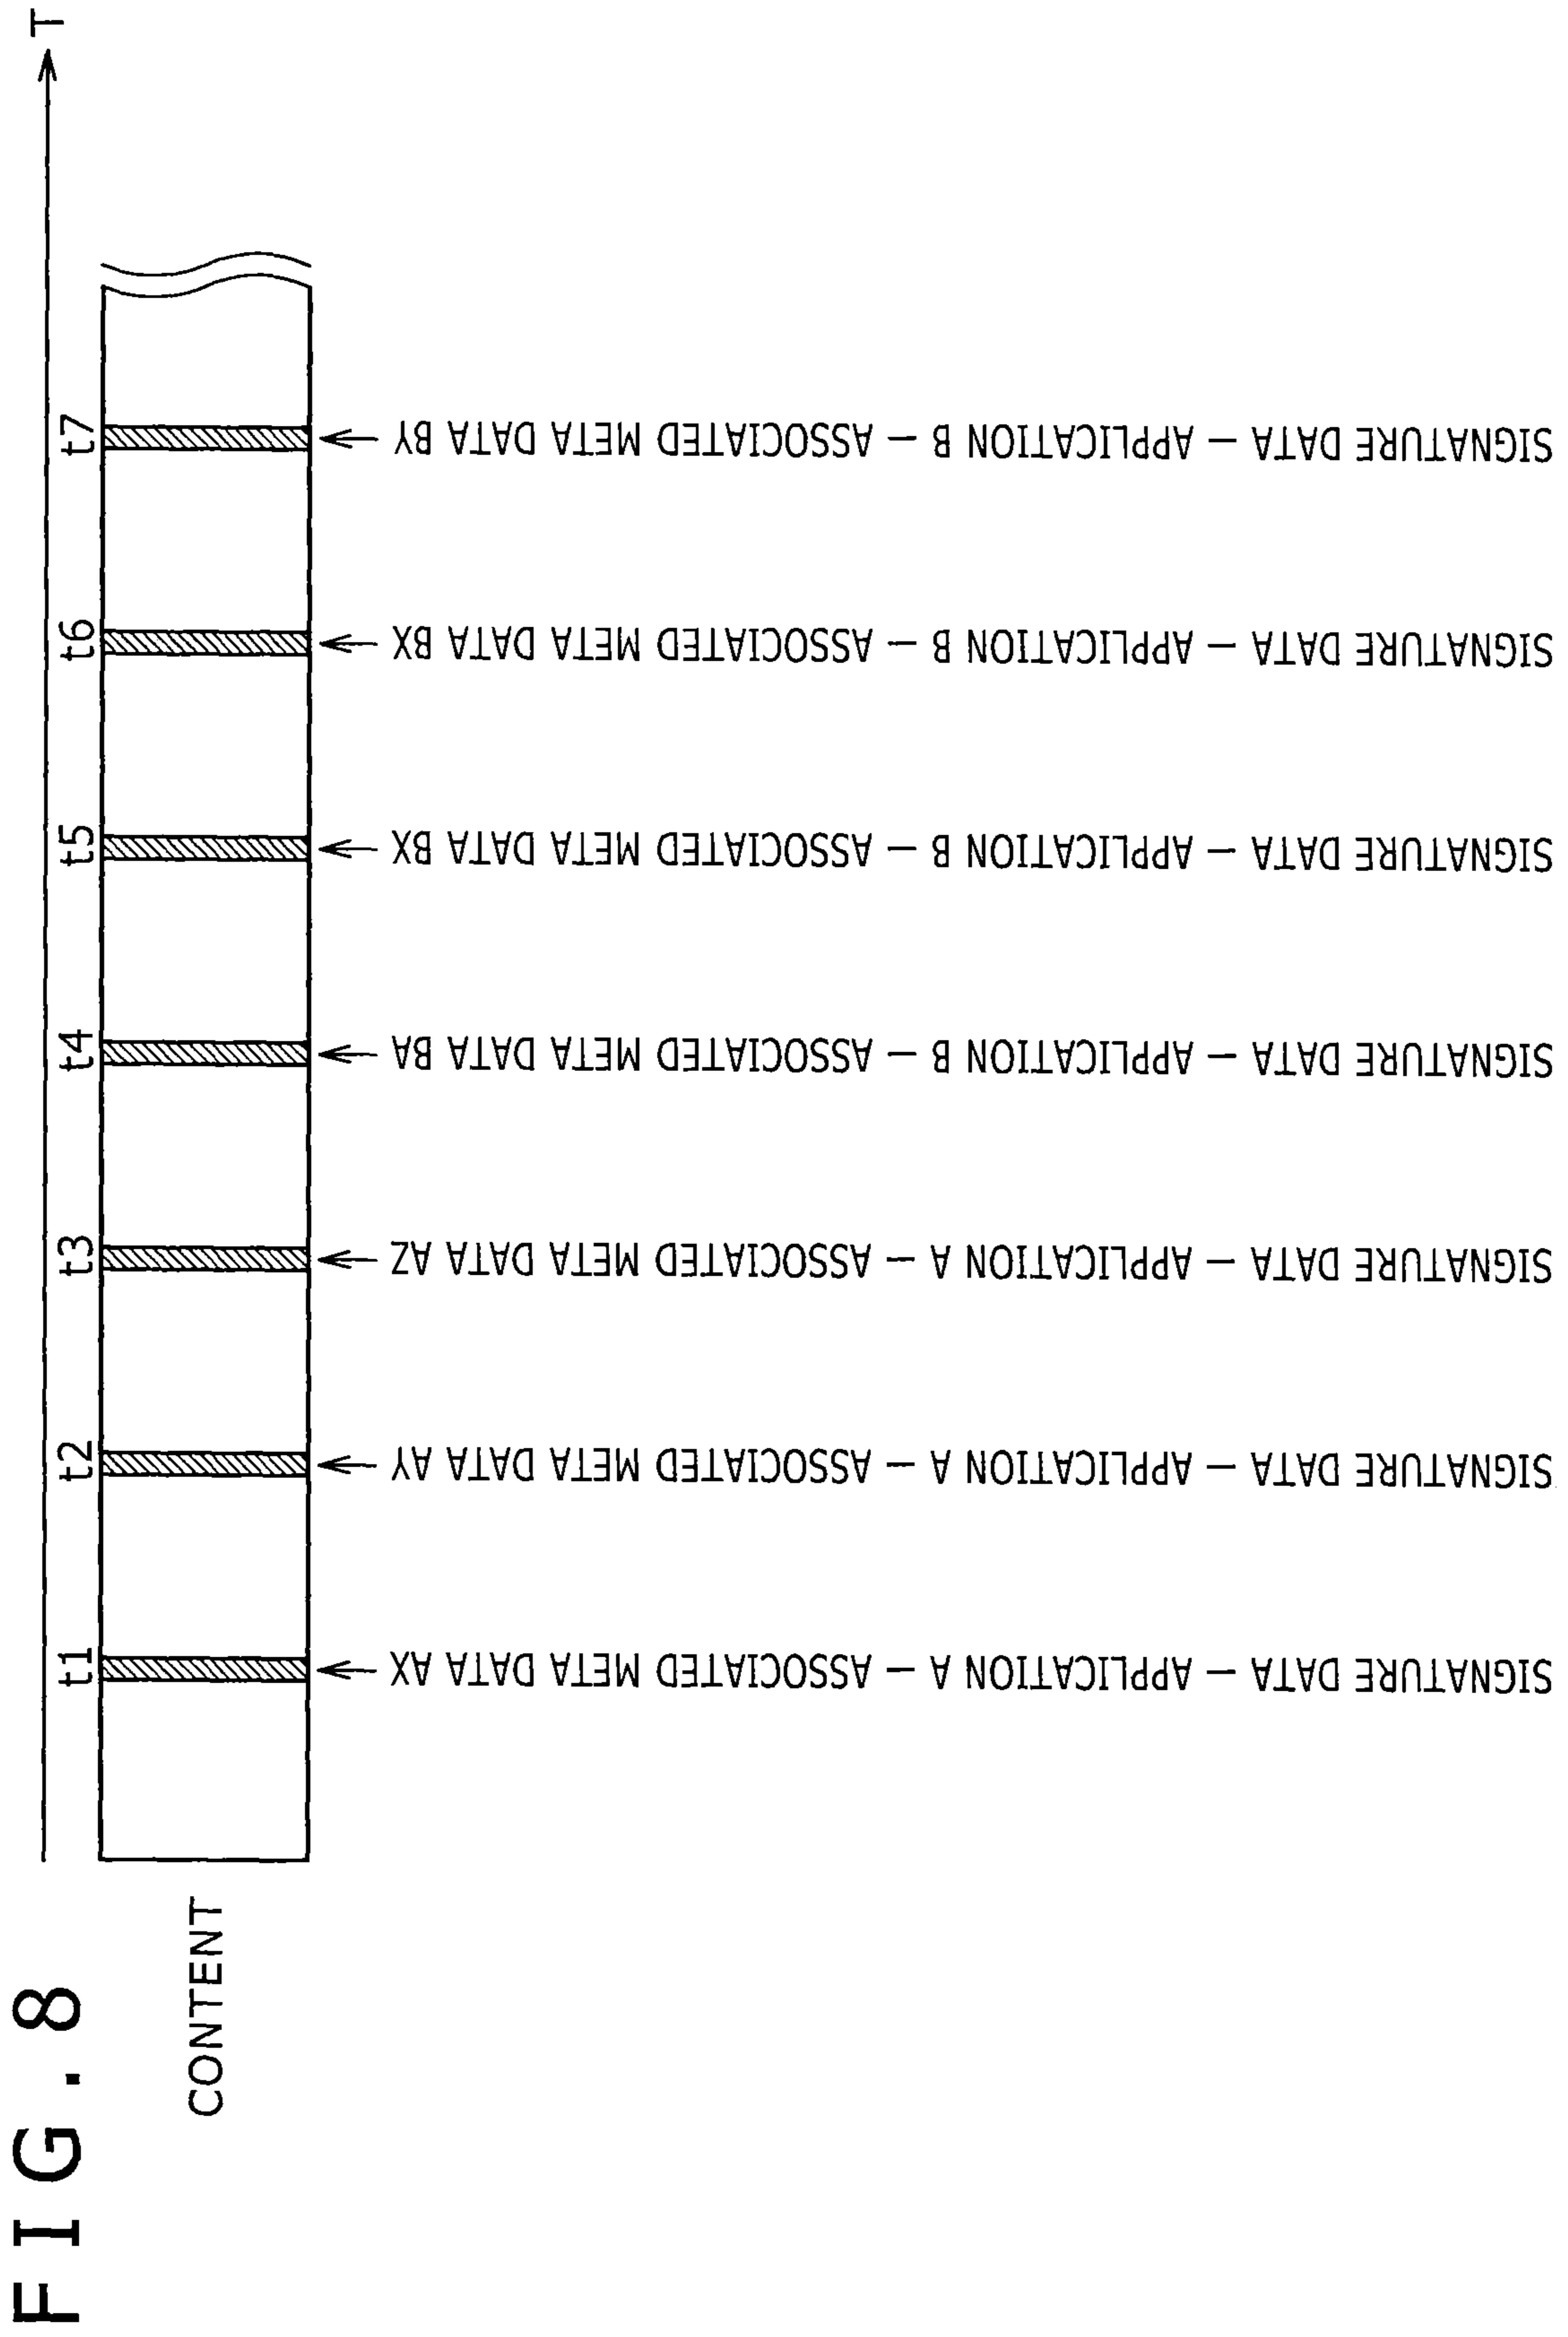 FIG.8
T
CONTENT
t1
t2
t3
t4
t5
t6
t7
SIGNATURE DATA — APPLICATION A — ASSOCIATED META DATA AX
SIGNATURE DATA — APPLICATION A — ASSOCIATED META DATA AY
SIGNATURE DATA — APPLICATION A — ASSOCIATED META DATA AZ
SIGNATURE DATA — APPLICATION B — ASSOCIATED META DATA BA
SIGNATURE DATA — APPLICATION B — ASSOCIATED META DATA BX
SIGNATURE DATA — APPLICATION B — ASSOCIATED META DATA BX
SIGNATURE DATA — APPLICATION B — ASSOCIATED META DATA BY